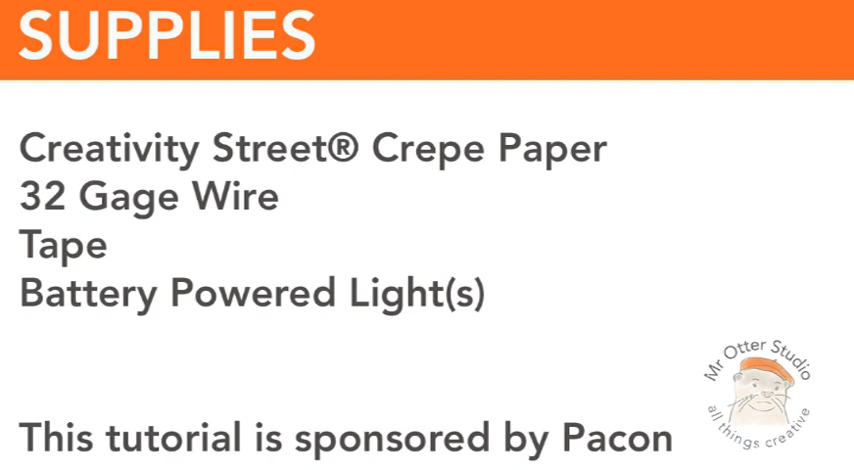 SUPPLIES
Creativity Street® Crepe Paper
32 Gage Wire
Tape
Battery Powered Light(s)
Mr Otter Studio
all things creative
This tutorial is sponsored by Pacon